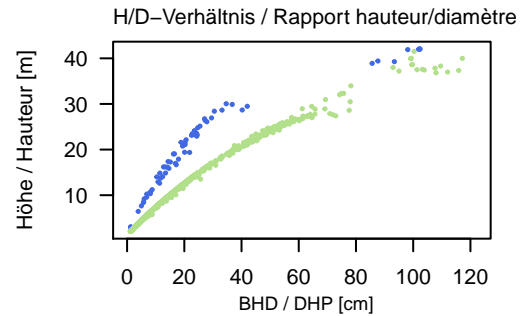 H/D−Verhältnis / Rapport hauteur/diamètre
Höhe / Hauteur [m]
40
30
20
10
0 20 40 60 80 100 120
BHD / DHP [cm]